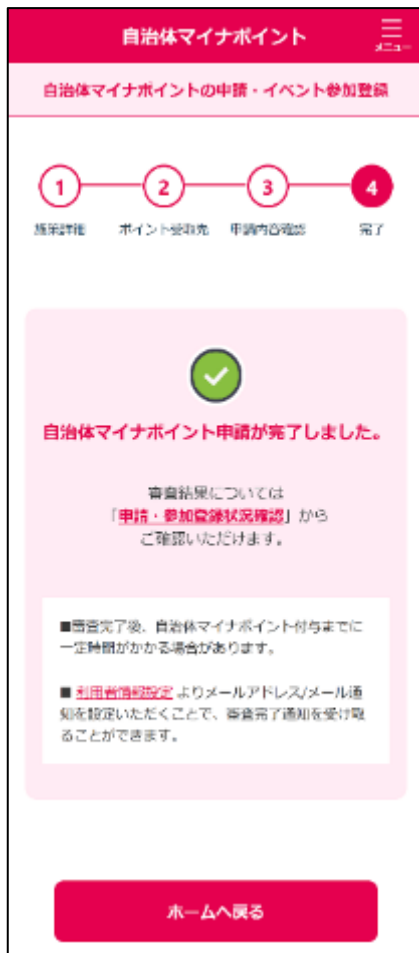 自治体マイナポイント
メニュー
自治体マイナポイントの申請・イベント参加登録
1
2
3
4
施策詳細
ポイント受取先
申請内容確認
完了
自治体マイナポイント申請が完了しました。
審査結果については
「申請・参加登録状況確認」から
ご確認いただけます。
■審査完了後、自治体マイナポイント付与までに
一定時間がかかる場合があります。
■ 利用者情報設定 よりメールアドレス/メール通
知を設定いただくことで、審査完了通知を受け取
ることができます。
ホームへ戻る